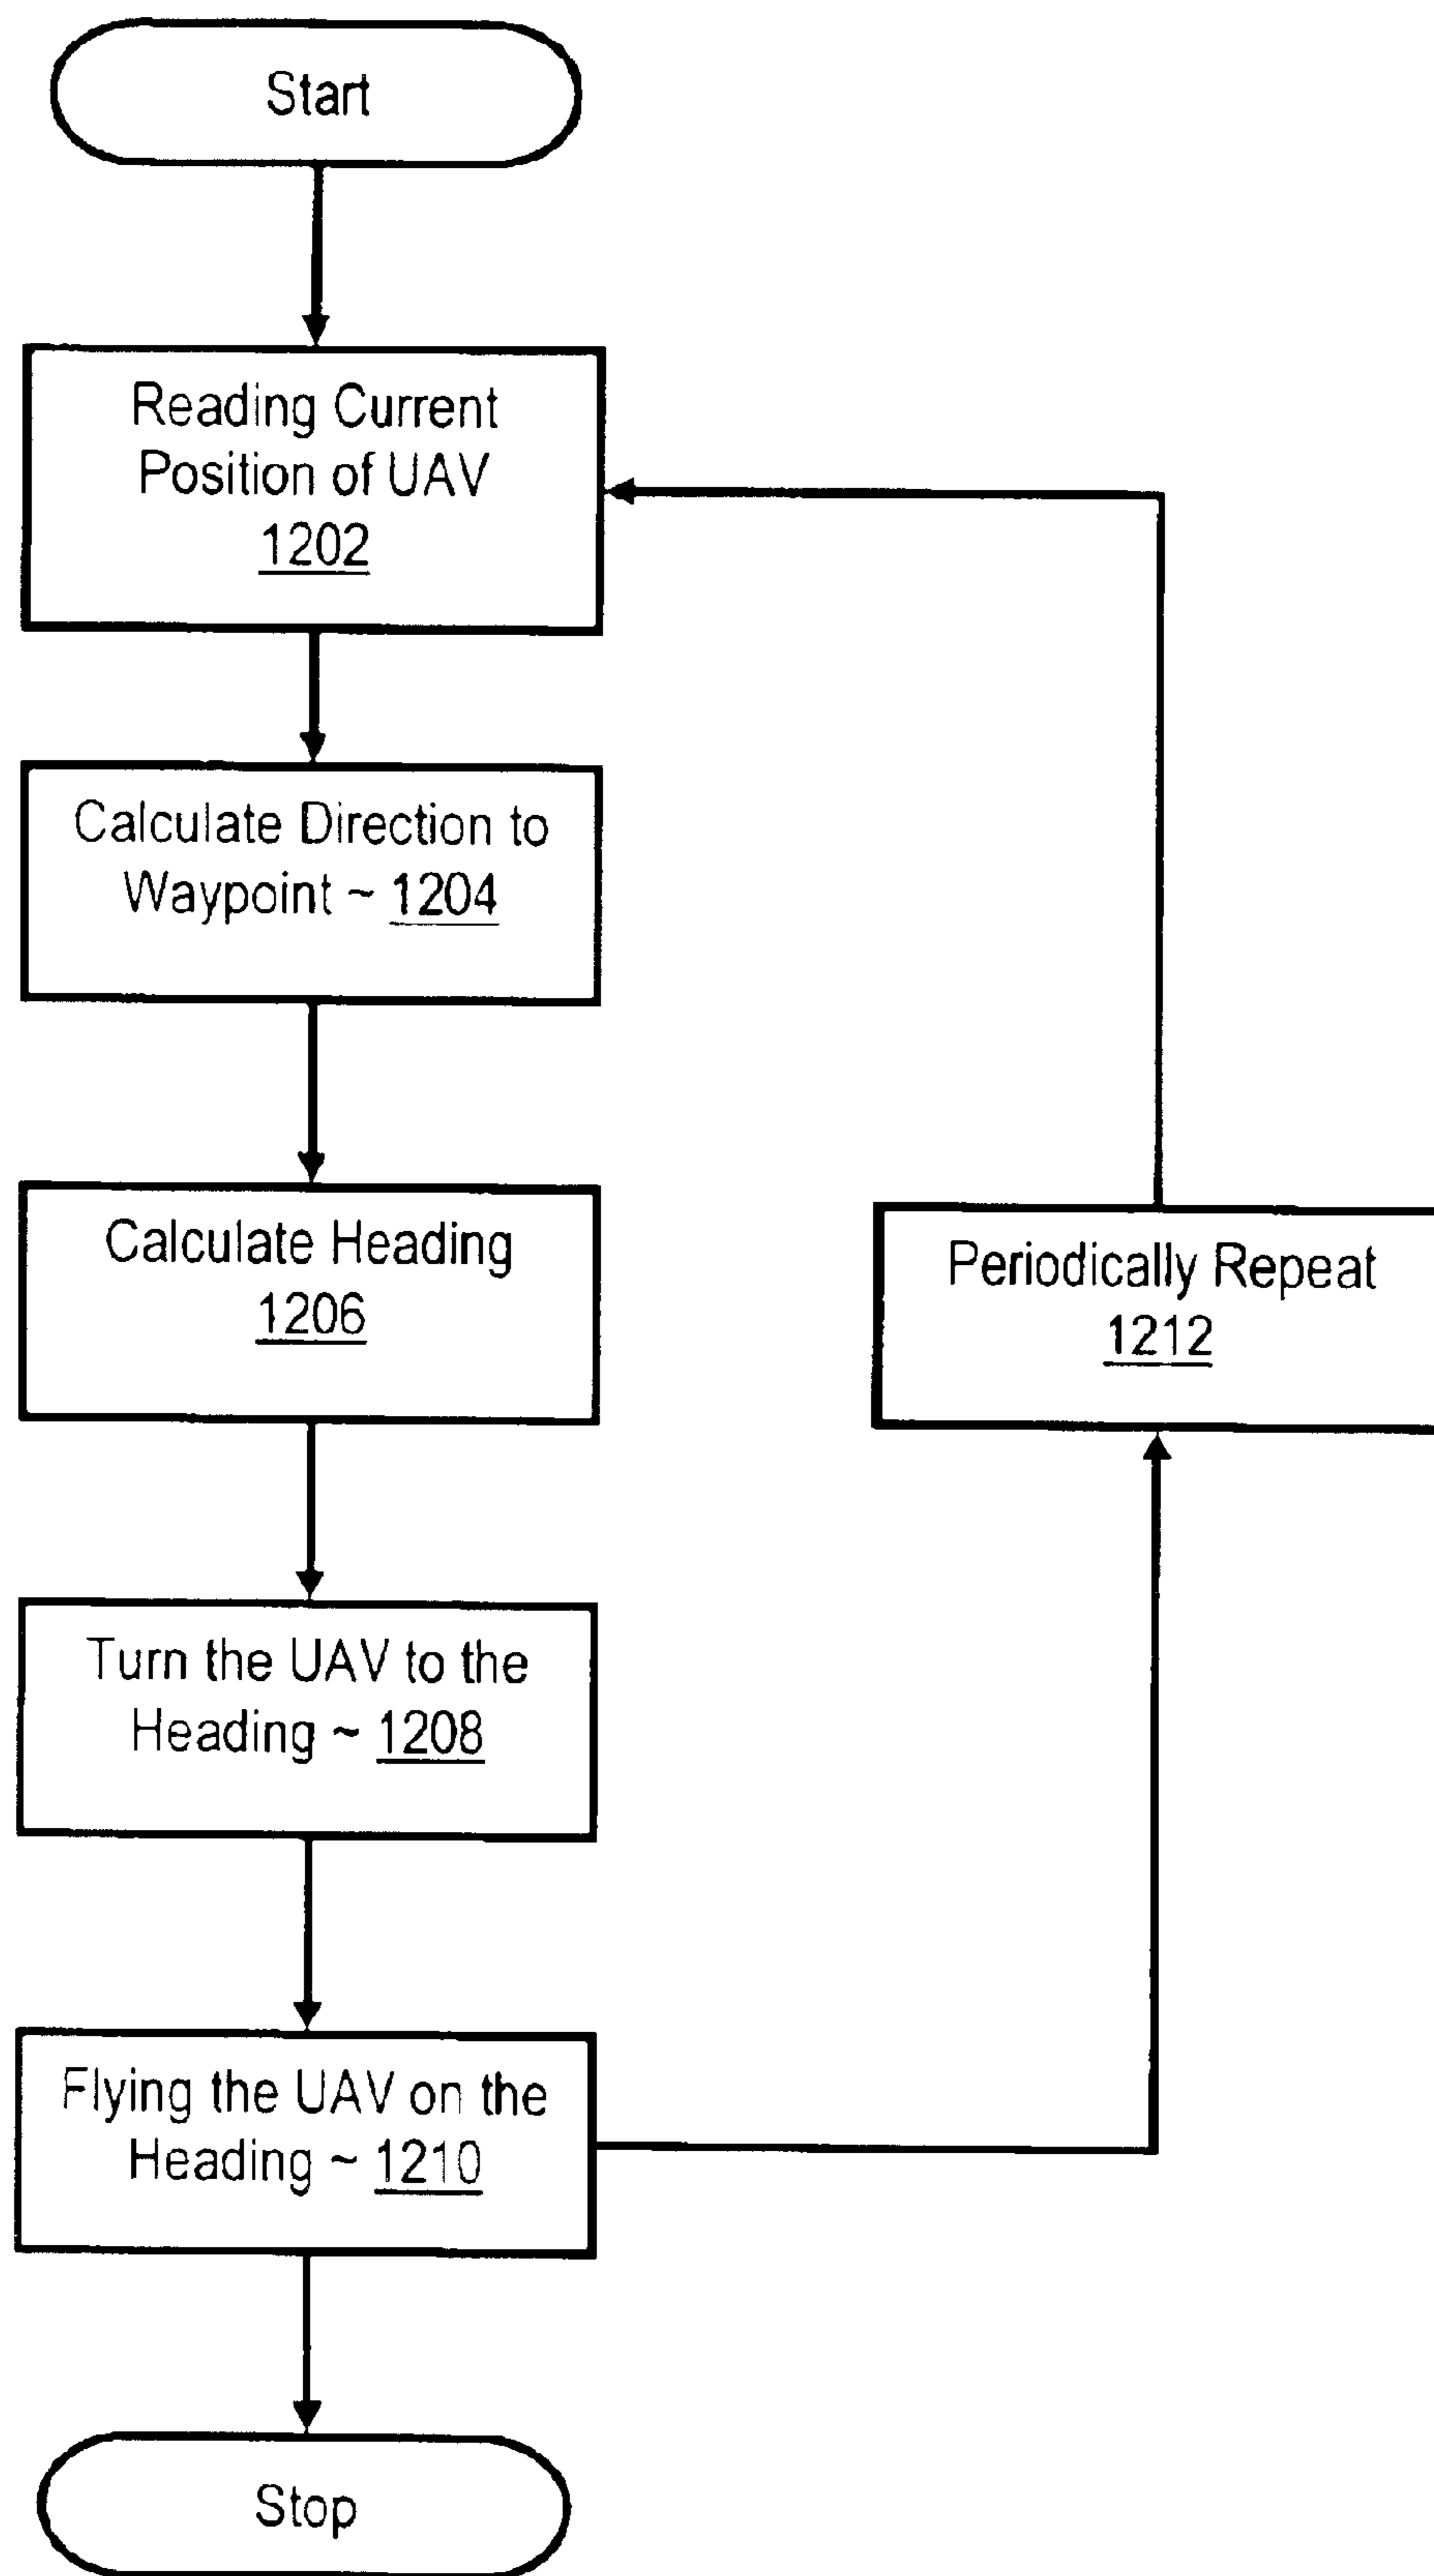 Start
Reading Current
Position of UAV
1202
Calculate Direction to
Waypoint ~ 1204
Calculate Heading
1206
Periodically Repeat
1212
Turn the UAV to the
Heading ~ 1208
Flying the UAV on the
Heading ~ 1210
Stop